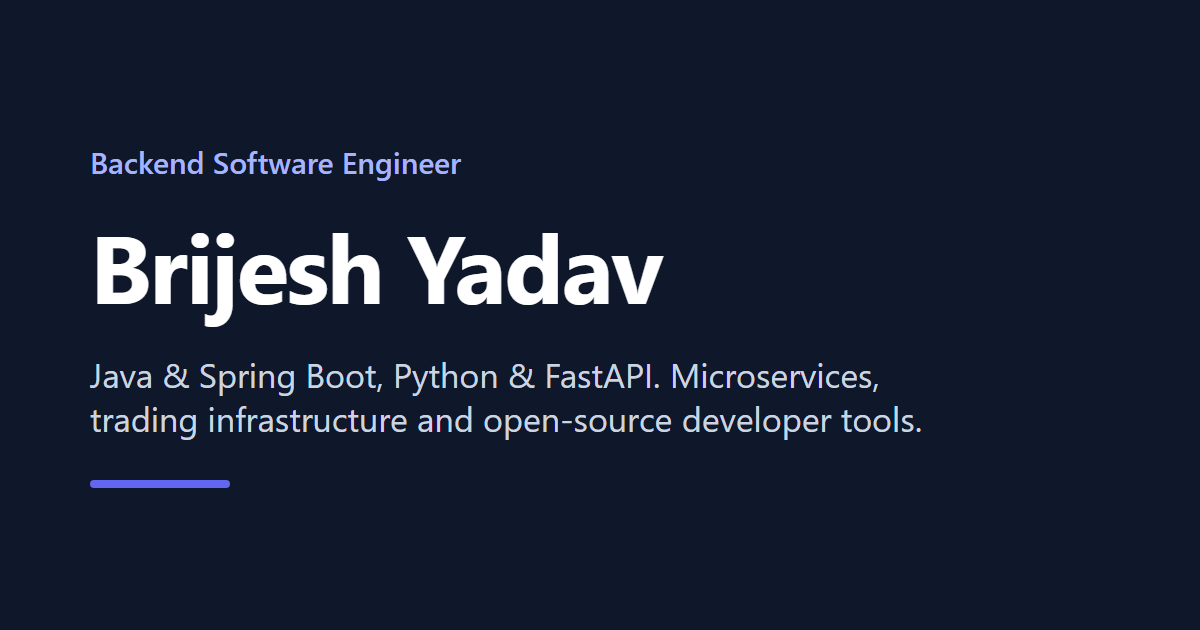 Backend Software Engineer
Brijesh Yadav
Java & Spring Boot, Python & FastAPI. Microservices,
trading infrastructure and open-source developer tools.